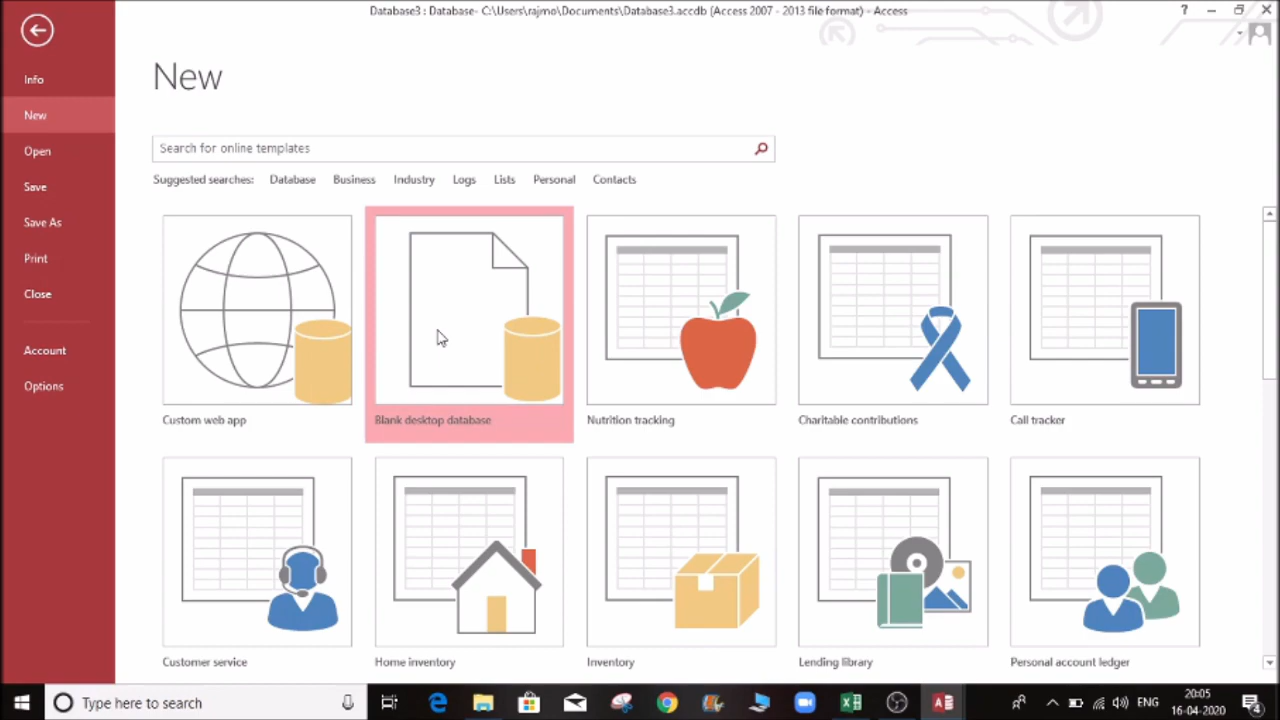 Database3 : Database- C:\Users\rajmo\Documents\Database3.accdb (Access 2007 - 2013 file format) - Access
?
Info
New
Open
Save
Save As
Print
Close
Account
Options
New
Search for online templates
Suggested searches: Database Business Industry Logs Lists Personal Contacts
Custom web app
Blank desktop database
Nutrition tracking
Charitable contributions
Call tracker
Customer service
Home inventory
Inventory
Lending library
Personal account ledger
Type here to search
ENG
20:05
16-04-2020
4